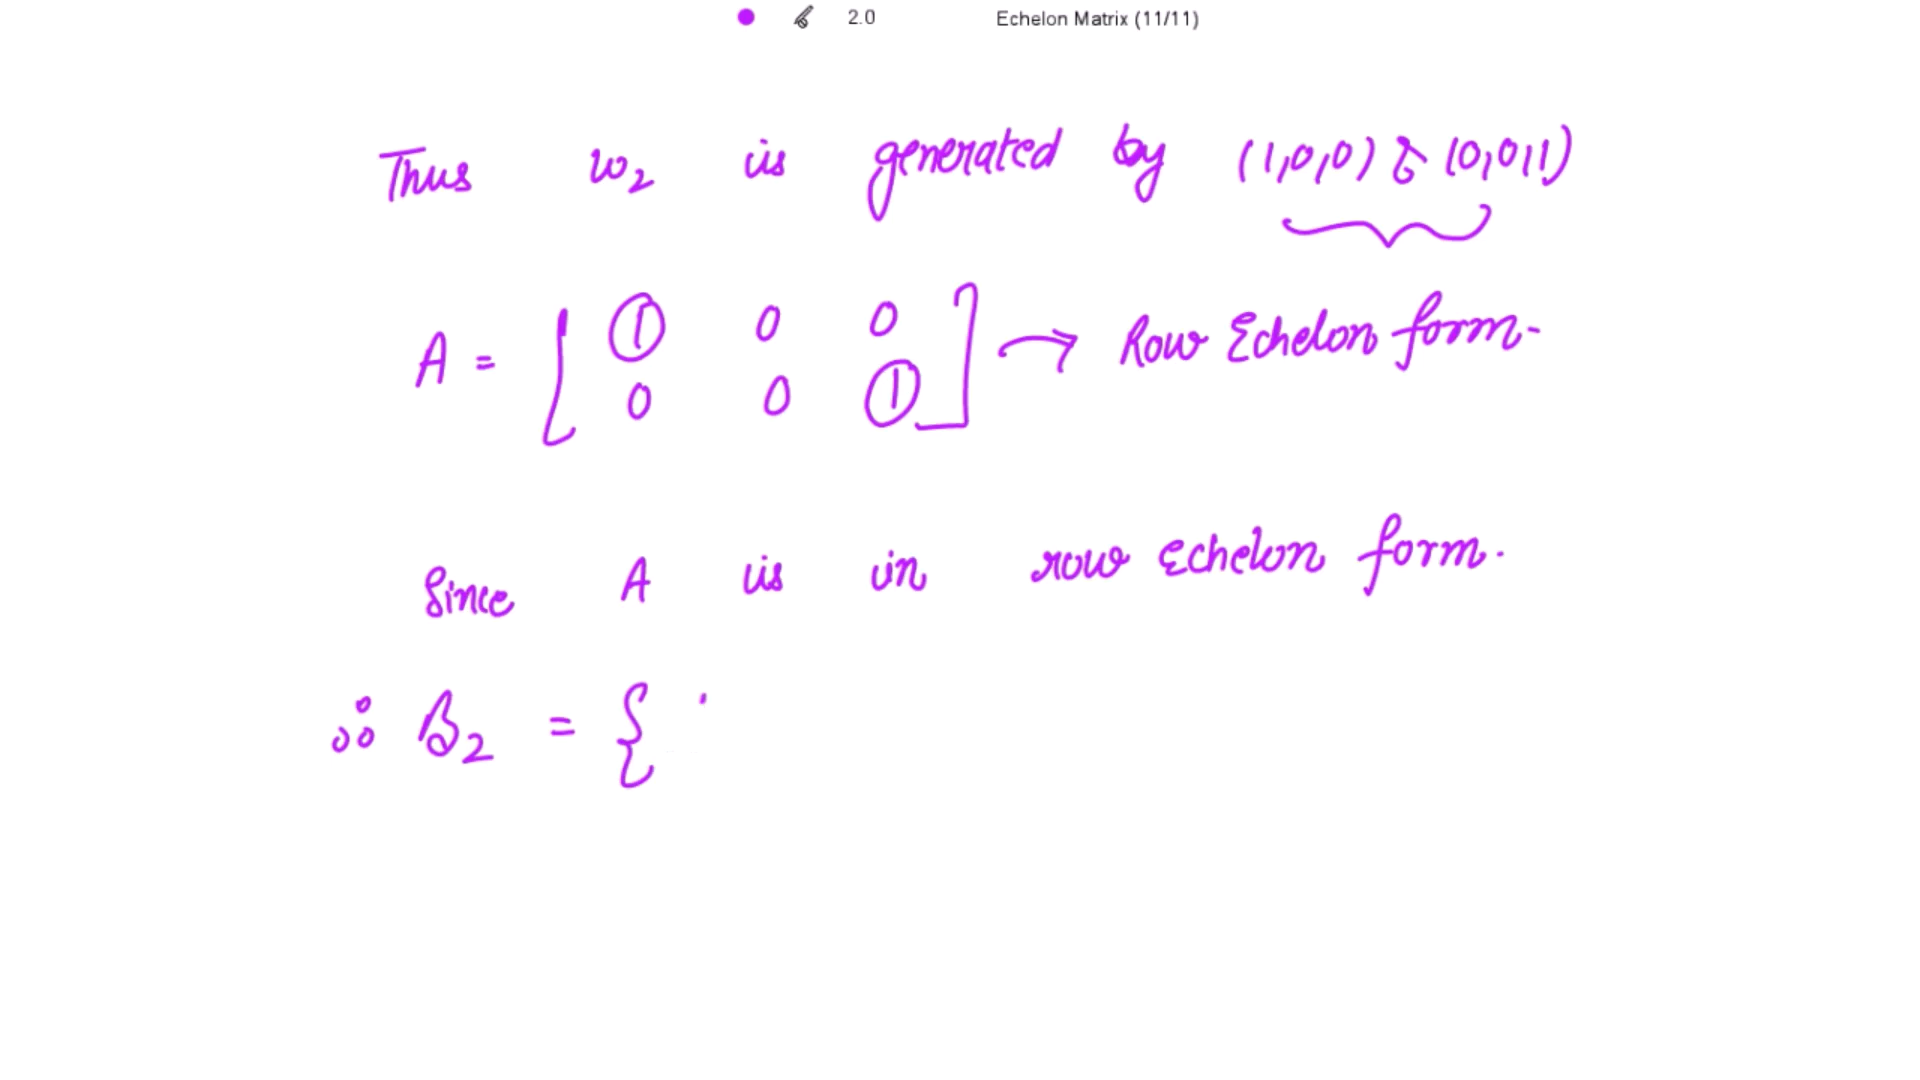 2.0 Echelon Matrix (11/11)
Thus w₂ is generated by (1,0,0) & (0,0,1)
A = [ 1 0 0
0 0 1 ] → Row Echelon form.
Since A is in row Echelon form.
∴ B₂ = {